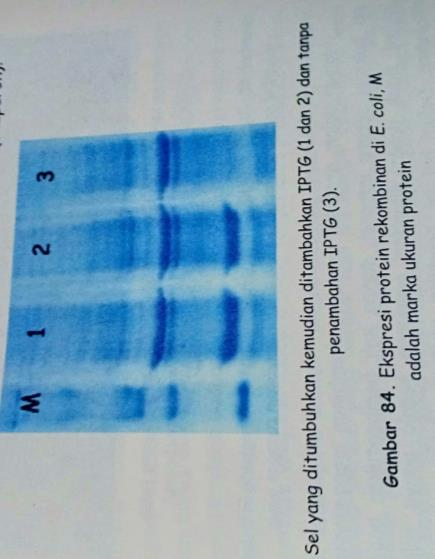 M 1 2 3
Sel yang ditumbuhkan kemudian ditambahkan IPTG (1 dan 2) dan tanpa
penambahan IPTG (3).
Gambar 84. Ekspresi protein rekombinan di E. coli, M
adalah marka ukuran protein